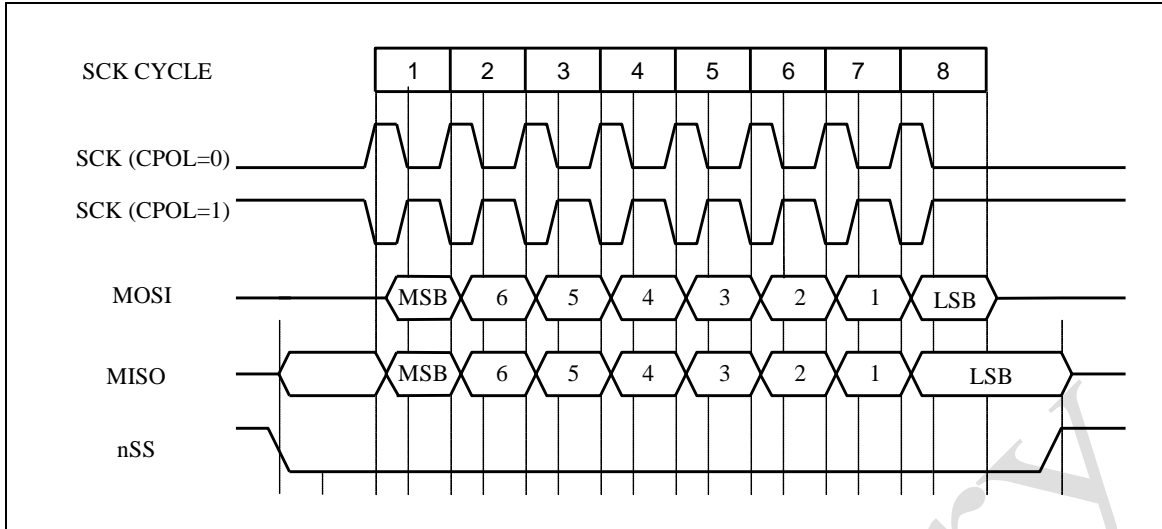 SCK CYCLE 1 2 3 4 5 6 7 8
SCK (CPOL=0)
SCK (CPOL=1)
MOSI MSB 6 5 4 3 2 1 LSB
MISO MSB 6 5 4 3 2 1 LSB
nSS